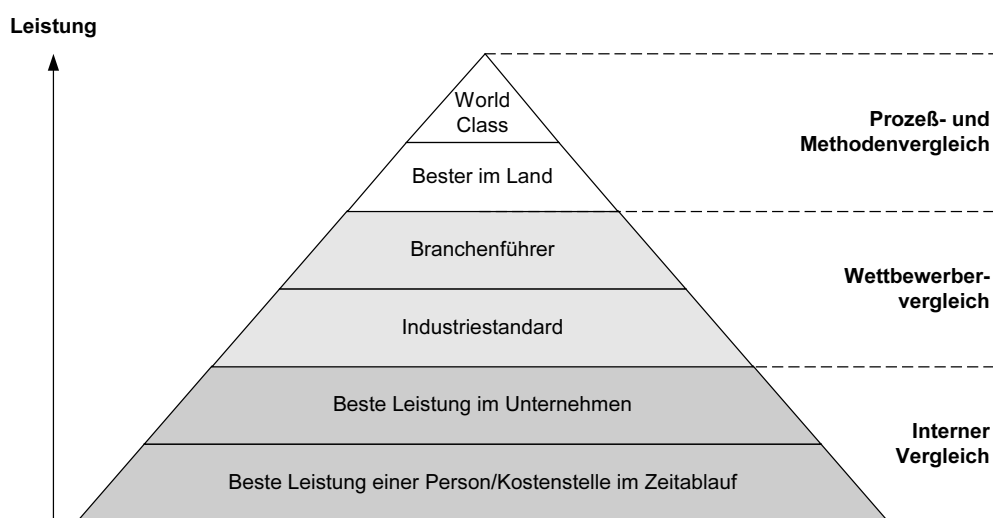 Leistung
World
Class
Prozeß- und
Methodenvergleich
Bester im Land
Branchenführer
Wettbewerber-
vergleich
Industriestandard
Beste Leistung im Unternehmen
Interner
Vergleich
Beste Leistung einer Person/Kostenstelle im Zeitablauf